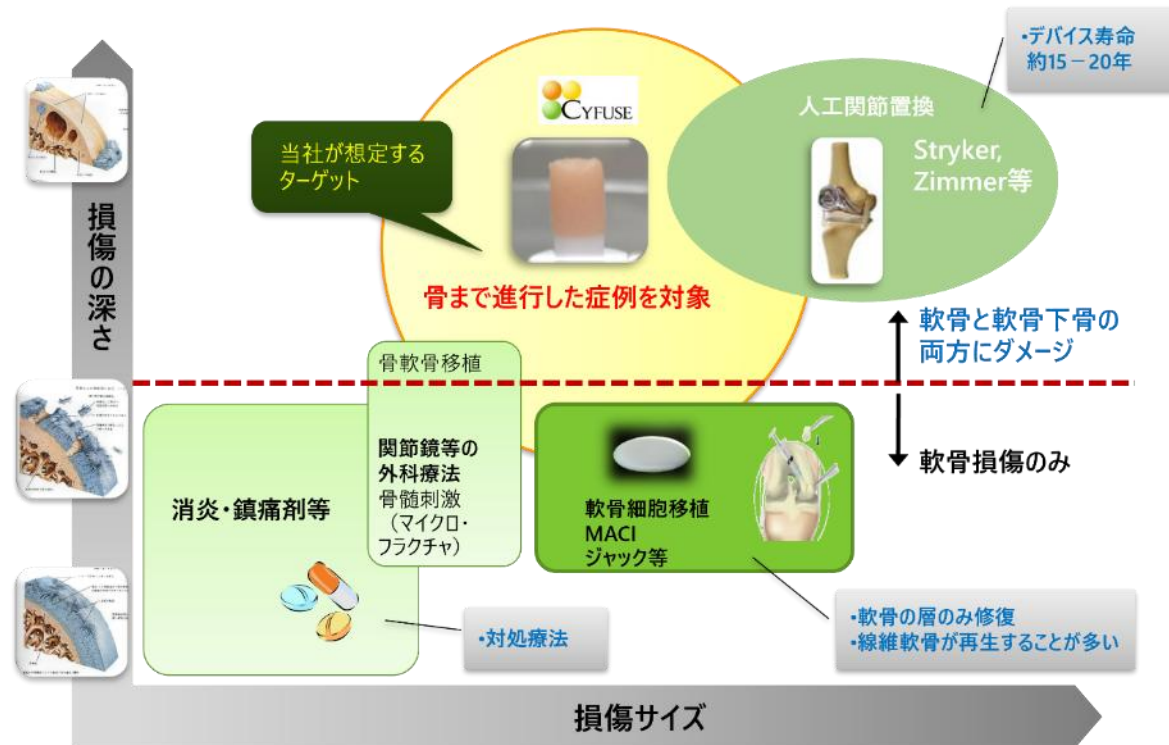 ・デバイス寿命
約15－20年
CYFUSE
人工関節置換
Stryker,
Zimmer等
当社が想定する
ターゲット
損傷の深さ
骨まで進行した症例を対象
軟骨と軟骨下骨の
両方にダメージ
骨軟骨移植
関節鏡等の
外科療法
骨髄刺激
（マイクロ・
フラクチャ）
消炎・鎮痛剤等
軟骨細胞移植
MACI
ジャック等
軟骨損傷のみ
・対処療法
・軟骨の層のみ修復
・線維軟骨が再生することが多い
損傷サイズ